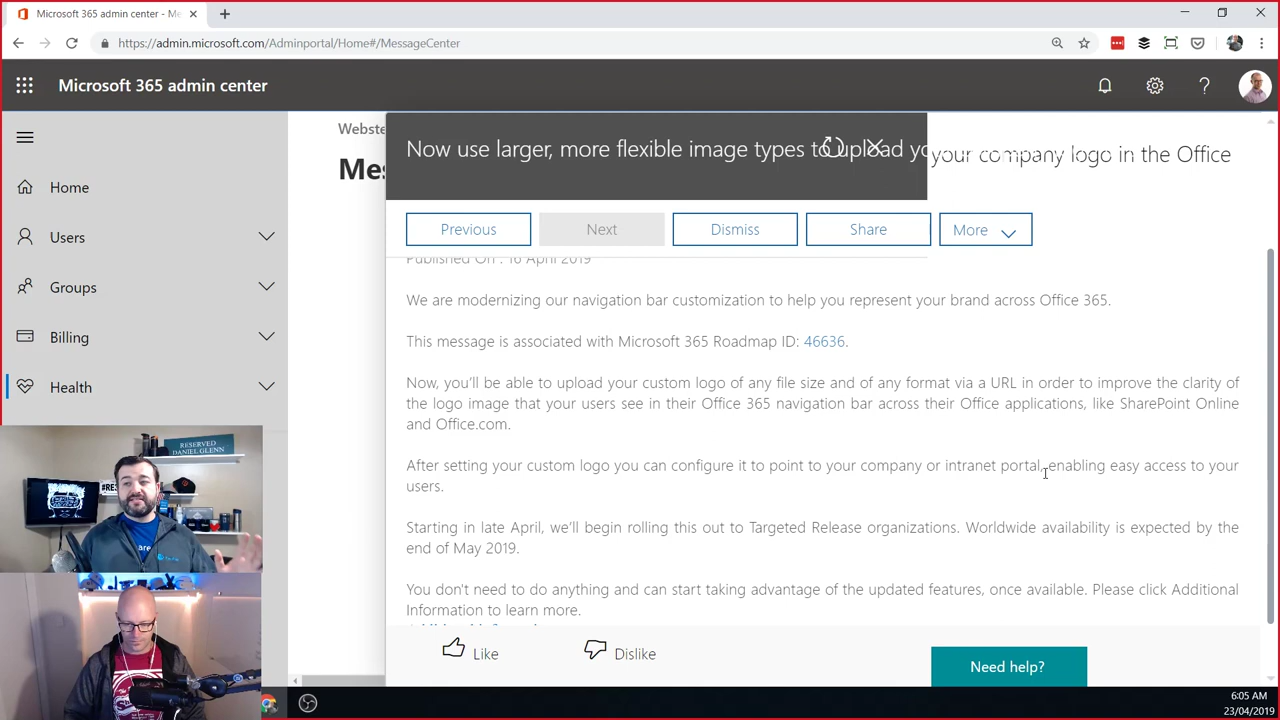 Microsoft 365 admin center - Me
https://admin.microsoft.com/Adminportal/Home#/MessageCenter
Microsoft 365 admin center
Home
Users
Groups
Billing
Health
Webste
Mes
Now use larger, more flexible image types to upload yo
your company logo in the Office
Previous
Next
Dismiss
Share
More
Published On : 16 April 2019
We are modernizing our navigation bar customization to help you represent your brand across Office 365.
This message is associated with Microsoft 365 Roadmap ID: 46636.
Now, you'll be able to upload your custom logo of any file size and of any format via a URL in order to improve the clarity of
the logo image that your users see in their Office 365 navigation bar across their Office applications, like SharePoint Online
and Office.com.
After setting your custom logo you can configure it to point to your company or intranet portal, enabling easy access to your
users.
Starting in late April, we'll begin rolling this out to Targeted Release organizations. Worldwide availability is expected by the
end of May 2019.
You don't need to do anything and can start taking advantage of the updated features, once available. Please click Additional
Information to learn more.
Like
Dislike
Need help?
RESERVED
DANIEL GLENN
6:05 AM
23/04/2019